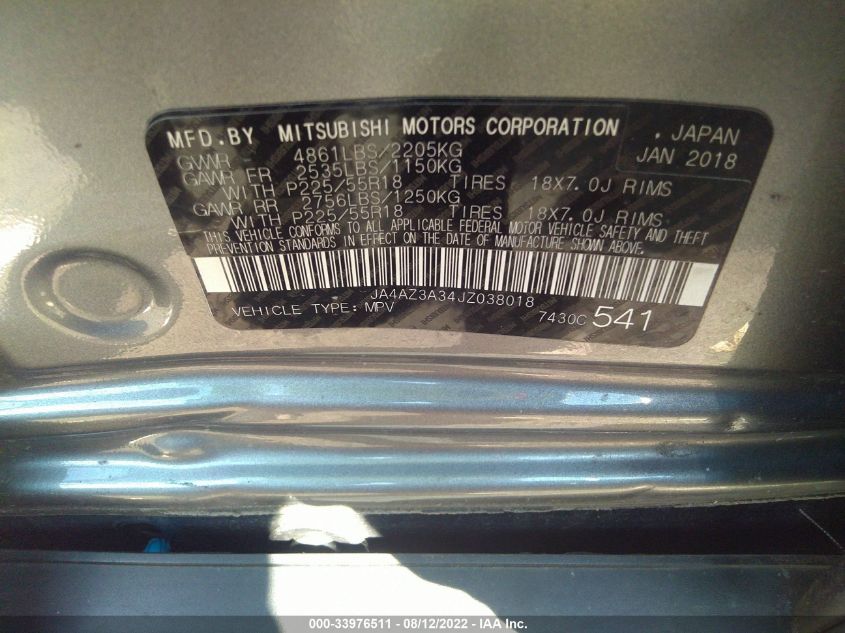 MFD.BY MITSUBISHI MOTORS CORPORATION . JAPAN
GVWR 4861LBS/2205KG JAN 2018
GAWR FR 2535LBS/1150KG
WITH P225/55R18 TIRES 18X7.0J RIMS
GAWR RR 2756LBS/1250KG
WITH P225/55R18 TIRES 18X7.0J RIMS
THIS VEHICLE CONFORMS TO ALL APPLICABLE FEDERAL MOTOR VEHICLE SAFETY AND THEFT
PREVENTION STANDARDS IN EFFECT ON THE DATE OF MANUFACTURE SHOWN ABOVE.
JA4AZ3A34JZ038018
VEHICLE TYPE: MPV 7430C 541
000-33976511 - 08/12/2022 - IAA Inc.